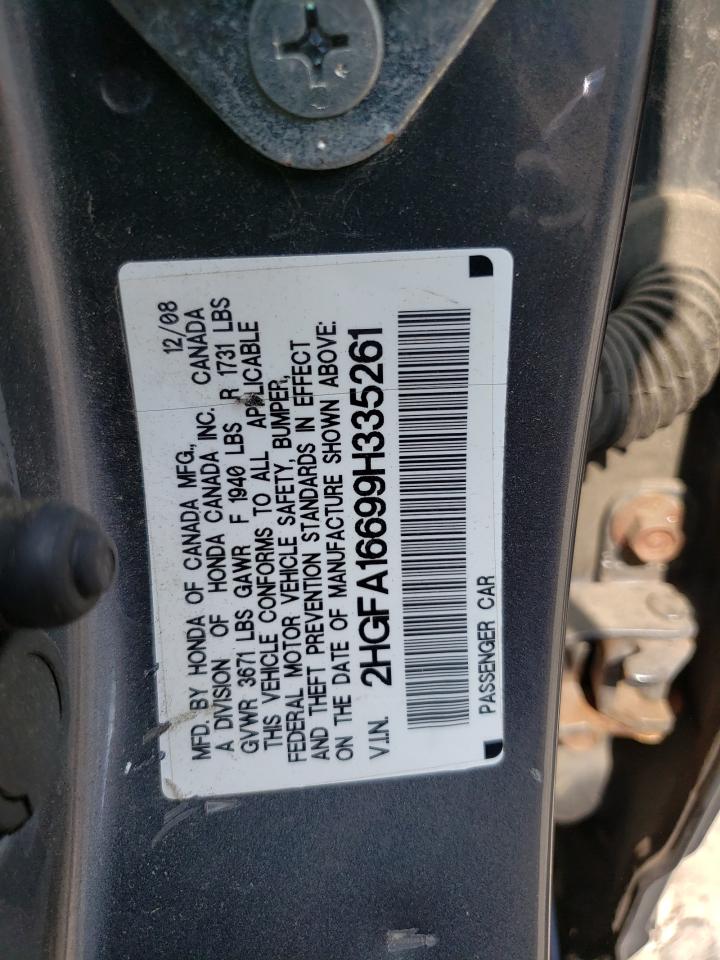 12/08
MFD. BY HONDA OF CANADA MFG.,
A DIVISION OF HONDA CANADA INC. CANADA
GVWR 3671 LBS GAWR F 1940 LBS R 1731 LBS
THIS VEHICLE CONFORMS TO ALL APPLICABLE
FEDERAL MOTOR VEHICLE SAFETY, BUMPER,
AND THEFT PREVENTION STANDARDS IN EFFECT
ON THE DATE OF MANUFACTURE SHOWN ABOVE:
V.I.N. 2HGFA16699H335261
PASSENGER CAR